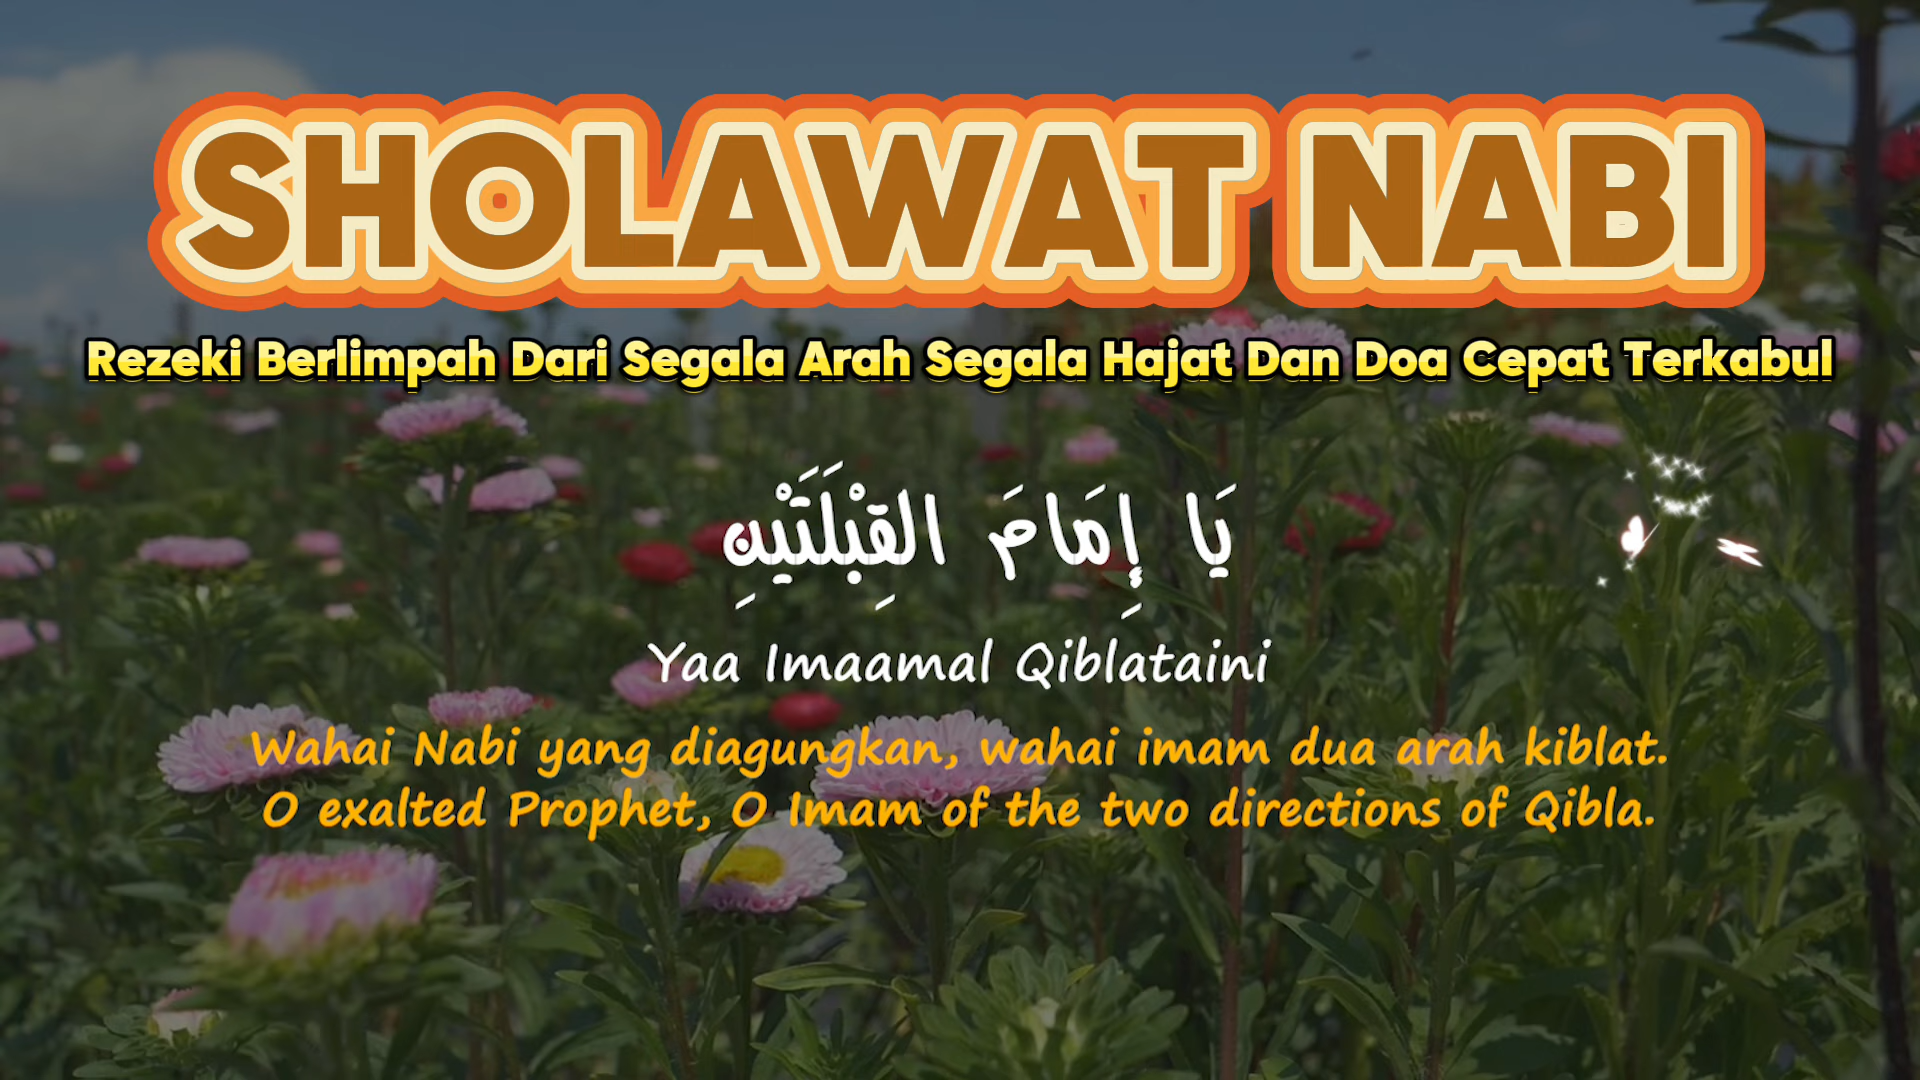 SHOLAWAT NABI
Rezeki Berlimpah Dari Segala Arah Segala Hajat Dan Doa Cepat Terkabul
يَا إِمَامَ القِبْلَتَيْنِ
Yaa Imaamal Qiblataini
Wahai Nabi yang diagungkan, wahai imam dua arah kiblat.
O exalted Prophet, O Imam of the two directions of Qibla.